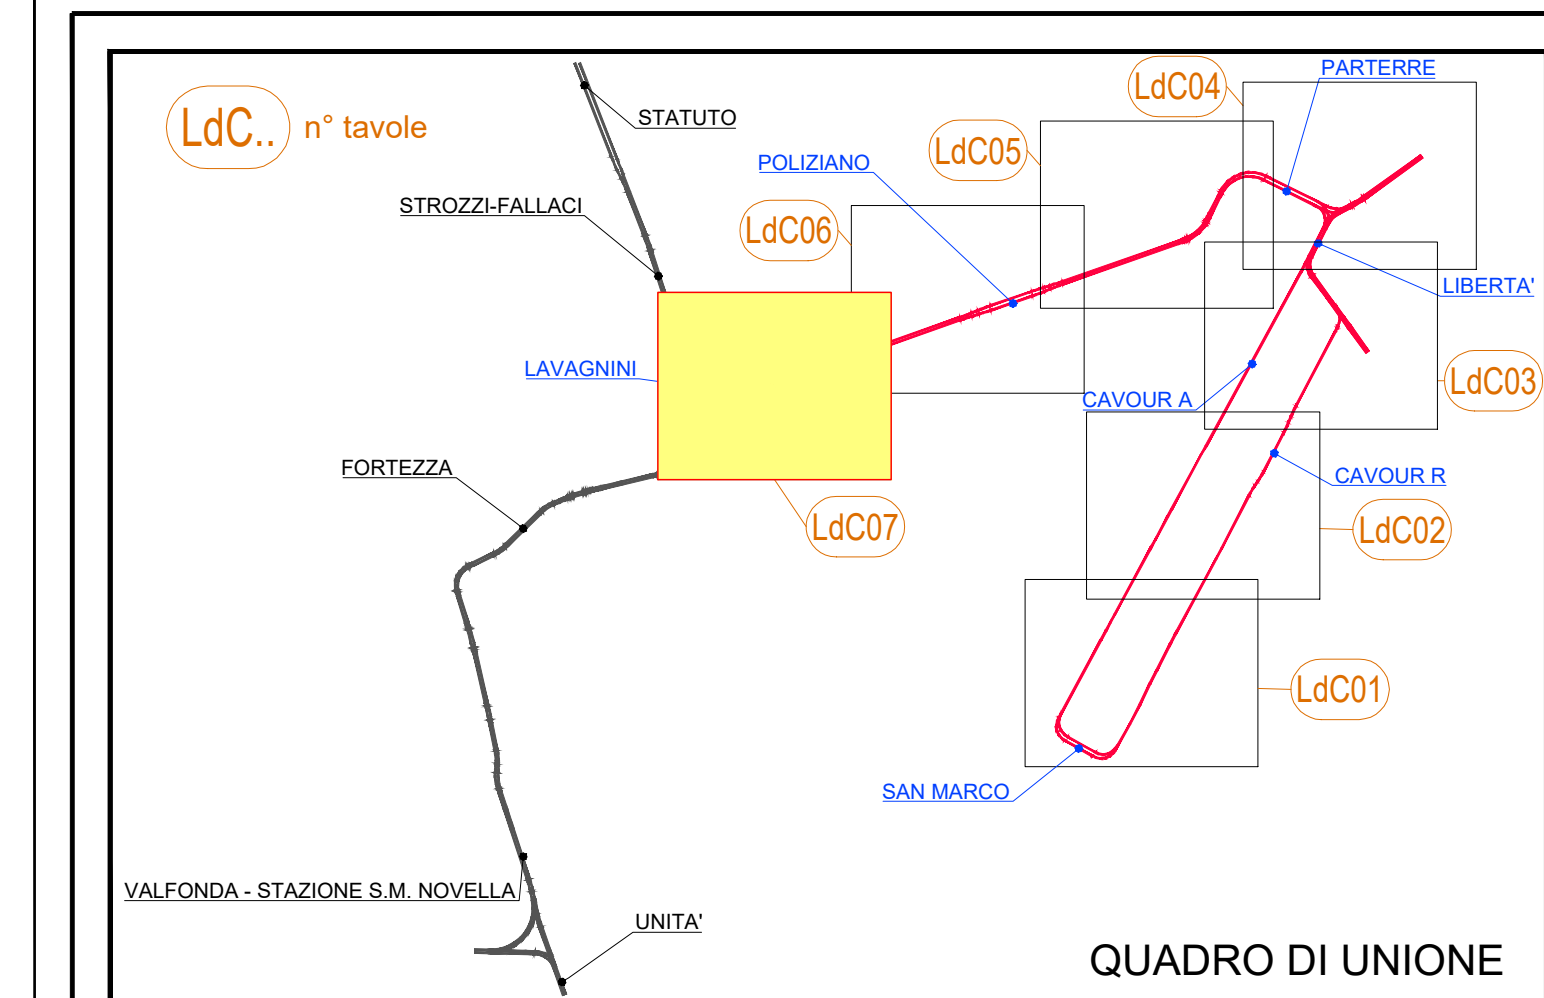 PARTERRE
LdC04
STATUTO
LdC..
n° tavole
LdC05
POLIZIANO
STROZZI-FALLACI
LdC06
LIBERTA'
LAVAGNINI
LdC03
CAVOUR A
FORTEZZA
CAVOUR R
LdC07
LdC02
LdC01
SAN MARCO
VALFONDA - STAZIONE S.M. NOVELLA
UNITA'
QUADRO DI UNIONE